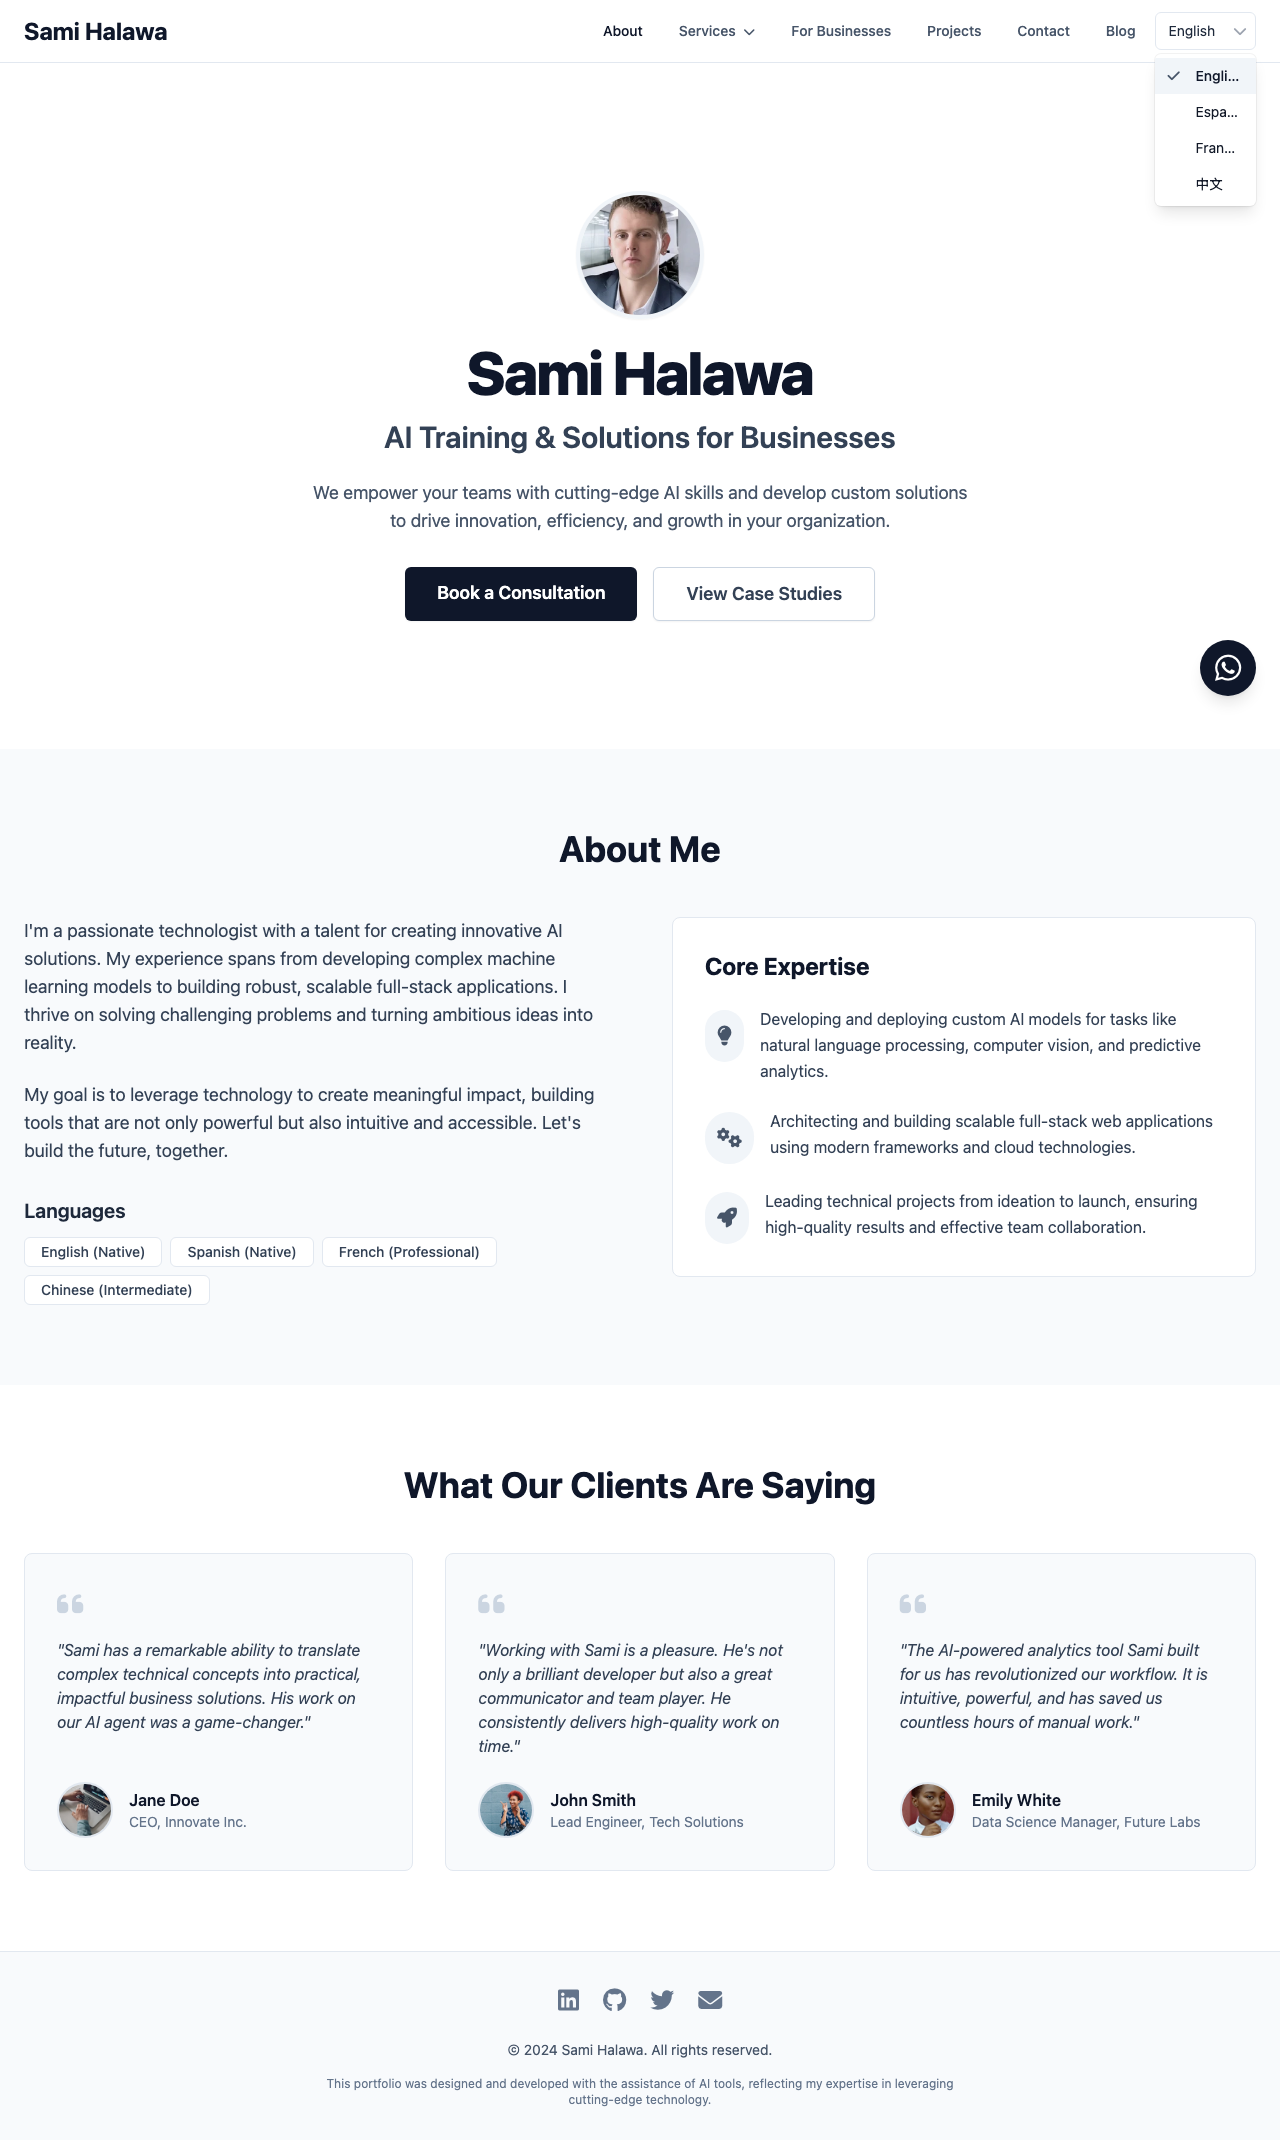 Sami Halawa
About
Services
For Businesses
Projects
Contact
Blog
English
Engli...
Espa...
Fran...
中文
Sami Halawa
AI Training & Solutions for Businesses
We empower your teams with cutting-edge AI skills and develop custom solutions
to drive innovation, efficiency, and growth in your organization.
Book a Consultation
View Case Studies
About Me
I'm a passionate technologist with a talent for creating innovative AI
solutions. My experience spans from developing complex machine
learning models to building robust, scalable full-stack applications. I
thrive on solving challenging problems and turning ambitious ideas into
reality.
My goal is to leverage technology to create meaningful impact, building
tools that are not only powerful but also intuitive and accessible. Let's
build the future, together.
Languages
English (Native)
Spanish (Native)
French (Professional)
Chinese (Intermediate)
Core Expertise
Developing and deploying custom AI models for tasks like
natural language processing, computer vision, and predictive
analytics.
Architecting and building scalable full-stack web applications
using modern frameworks and cloud technologies.
Leading technical projects from ideation to launch, ensuring
high-quality results and effective team collaboration.
What Our Clients Are Saying
"Sami has a remarkable ability to translate
complex technical concepts into practical,
impactful business solutions. His work on
our AI agent was a game-changer."
Jane Doe
CEO, Innovate Inc.
"Working with Sami is a pleasure. He's not
only a brilliant developer but also a great
communicator and team player. He
consistently delivers high-quality work on
time."
John Smith
Lead Engineer, Tech Solutions
"The AI-powered analytics tool Sami built
for us has revolutionized our workflow. It is
intuitive, powerful, and has saved us
countless hours of manual work."
Emily White
Data Science Manager, Future Labs
© 2024 Sami Halawa. All rights reserved.
This portfolio was designed and developed with the assistance of AI tools, reflecting my expertise in leveraging
cutting-edge technology.